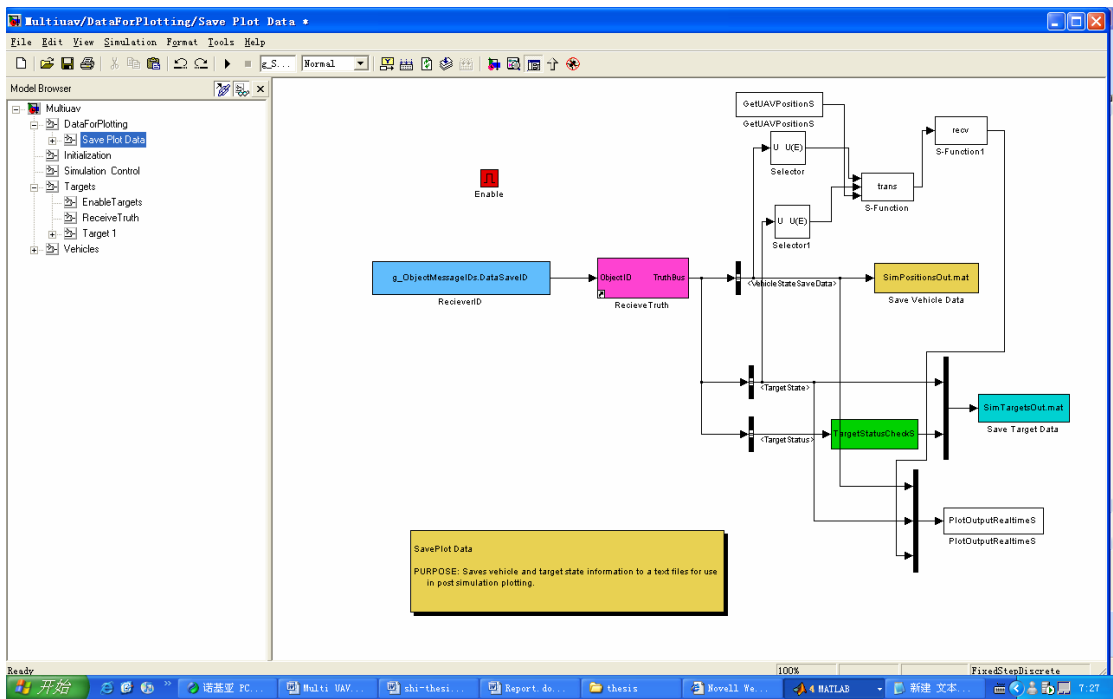 Multiuav/DataForPlotting/Save Plot Data *
File Edit View Simulation Format Tools Help
g_S... Normal
Model Browser
Multiuav
DataForPlotting
Save Plot Data
Initialization
Simulation Control
Targets
EnableTargets
ReceiveTruth
Target 1
Vehicles
GetUAVPositionS
GetUAVPositionS
recv
S-Function1
U U(E)
Selector
trans
S-Function
Enable
U U(E)
Selector1
g_ObjectMessageIDs.DataSaveID
RecieverID
ObjectID TruthBus
RecieveTruth
<VehicleStateSaveData>
SimPositionsOut.mat
Save Vehicle Data
<TargetState>
SimTargetsOut.mat
Save Target Data
<TargetStatus>
TargetStatusCheckS
PlotOutputRealtimeS
PlotOutputRealtimeS
SavePlot Data
PURPOSE: Saves vehicle and target state information to a text files for use
in post simulation plotting.
Ready 100% FixedStepDiscrete
开始 诺基亚 PC... Multi UAV... shi-thesi... Report.do... thesis Novell We... 4 MATLAB 新建 文本... 7:27